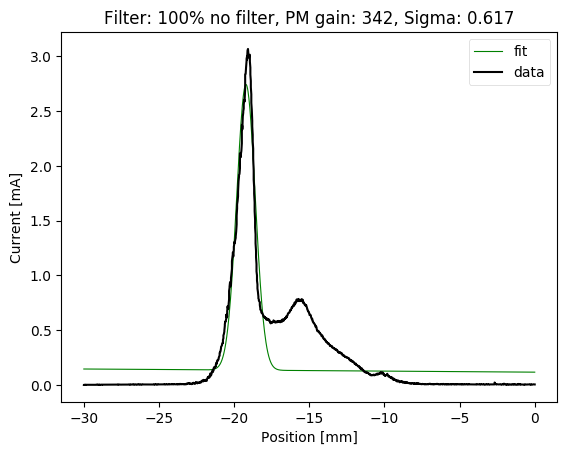 Filter: 100% no filter, PM gain: 342, Sigma: 0.617
fit
data
3.0
2.5
2.0
1.5
1.0
0.5
0.0
Current [mA]
−30 −25 −20 −15 −10 −5 0
Position [mm]